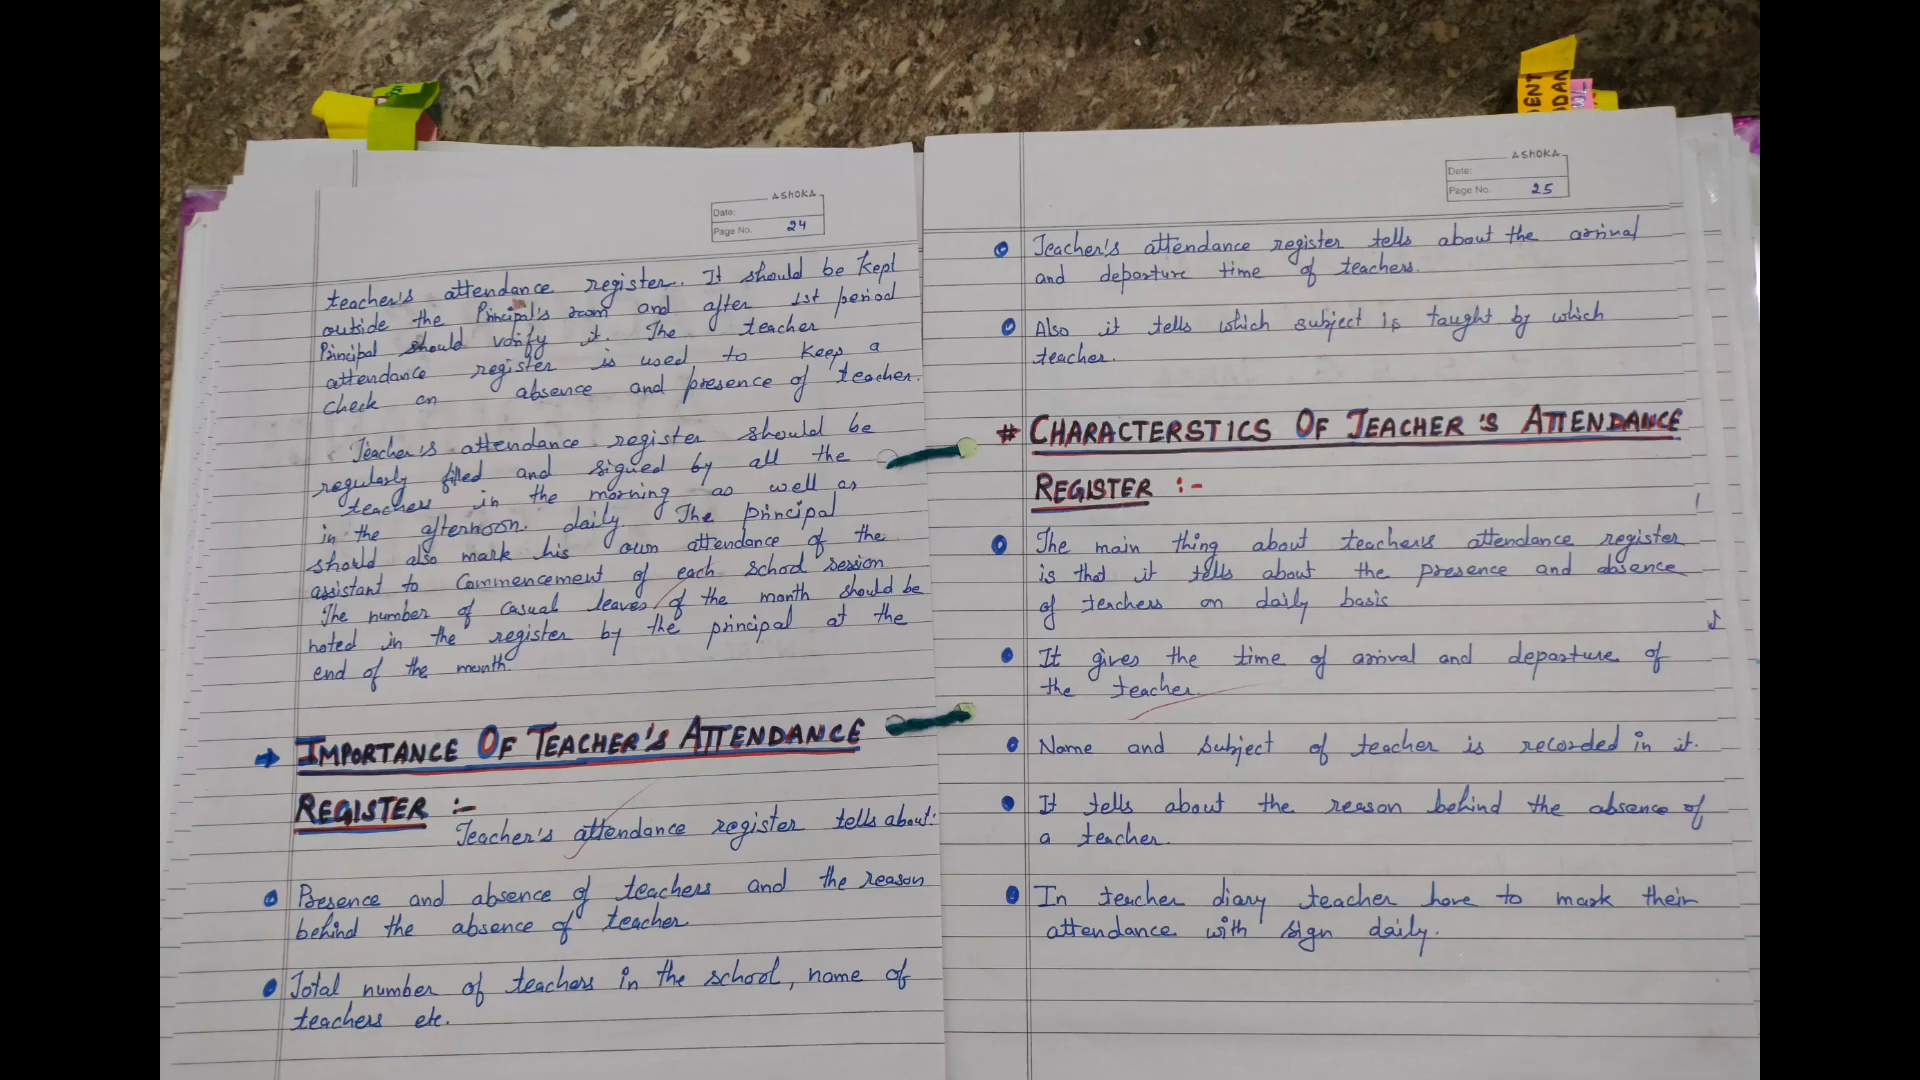 ASHOKA
Date:
Page No. 24
teacher's attendance register. It should be kept
outside the Principal's room and after 1st period
Principal should varify it. The teacher
attendance register is used to keep a
check on absence and presence of teacher.
Teacher's attendance register should be
regularly filled and signed by all the
teachers in the morning as well as
in the afternoon. daily. The principal
should also mark his own attendance of the
assistant to Commencement of each school session
The number of casual leaves of the month should be
noted in the register by the principal at the
end of the month.
IMPORTANCE OF TEACHER'S ATTENDANCE
REGISTER :-
Teacher's attendance register tells about:
Presence and absence of teachers and the reason
behind the absence of teacher.
Total number of teachers in the school, name of
teachers etc.
ENT
DAN
ASHOKA
Date:
Page No. 25
Teacher's attendance register tells about the arrival
and departure time of teachers.
Also it tells which subject is taught by which
teacher.
# CHARACTERSTICS OF TEACHER'S ATTENDANCE
REGISTER :-
The main thing about teachers attendance register
is that it tells about the presence and absence
of teachers on daily basis
It gives the time of arrival and departure of
the teacher.
Name and subject of teacher is recorded in it.
It tells about the reason behind the absence of
a teacher.
In teacher diary teacher have to mark their
attendance with sign daily.